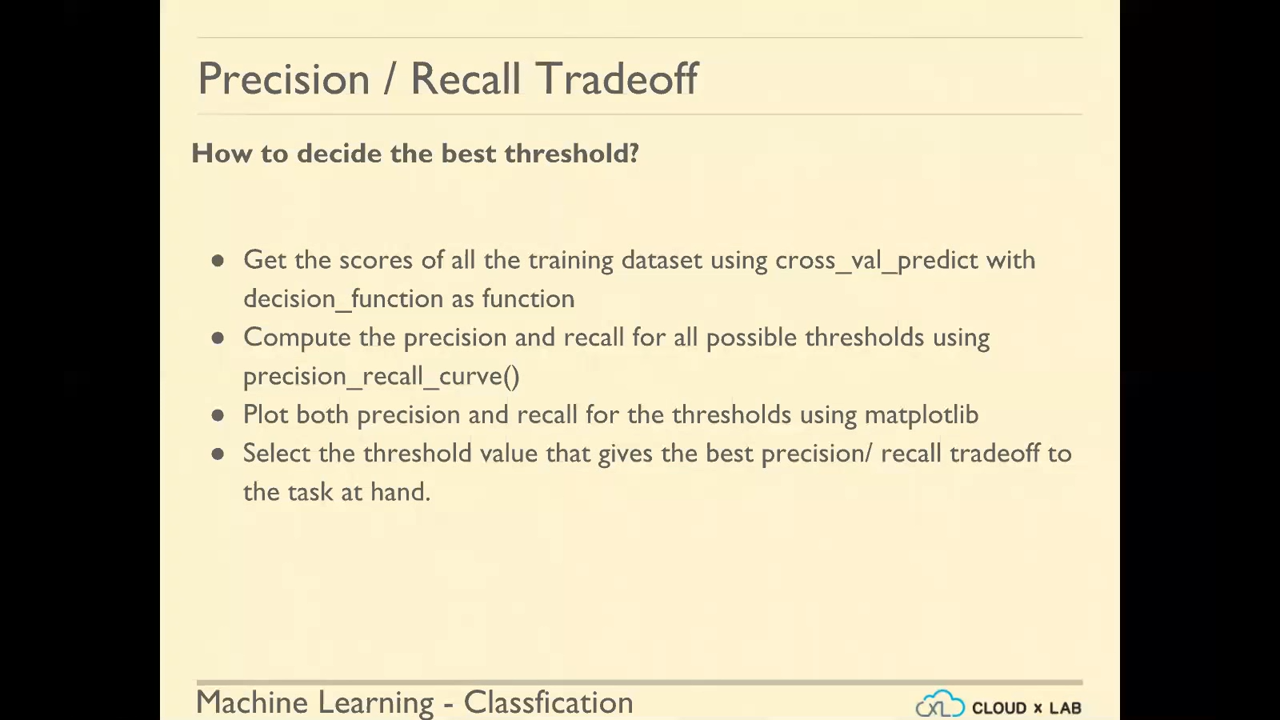 Precision / Recall Tradeoff
How to decide the best threshold?
● Get the scores of all the training dataset using cross_val_predict with
decision_function as function
● Compute the precision and recall for all possible thresholds using
precision_recall_curve()
● Plot both precision and recall for the thresholds using matplotlib
● Select the threshold value that gives the best precision/ recall tradeoff to
the task at hand.
Machine Learning - Classfication
CLOUD x LAB